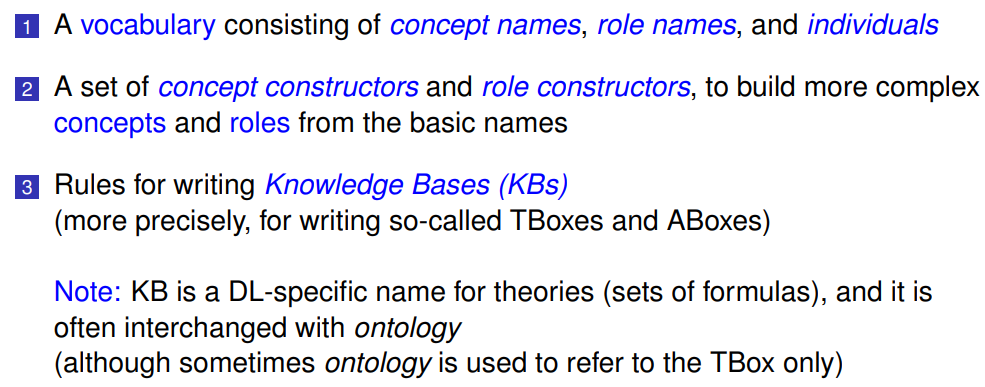 1 A vocabulary consisting of concept names, role names, and individuals
2 A set of concept constructors and role constructors, to build more complex
concepts and roles from the basic names
3 Rules for writing Knowledge Bases (KBs)
(more precisely, for writing so-called TBoxes and ABoxes)
Note: KB is a DL-specific name for theories (sets of formulas), and it is
often interchanged with ontology
(although sometimes ontology is used to refer to the TBox only)